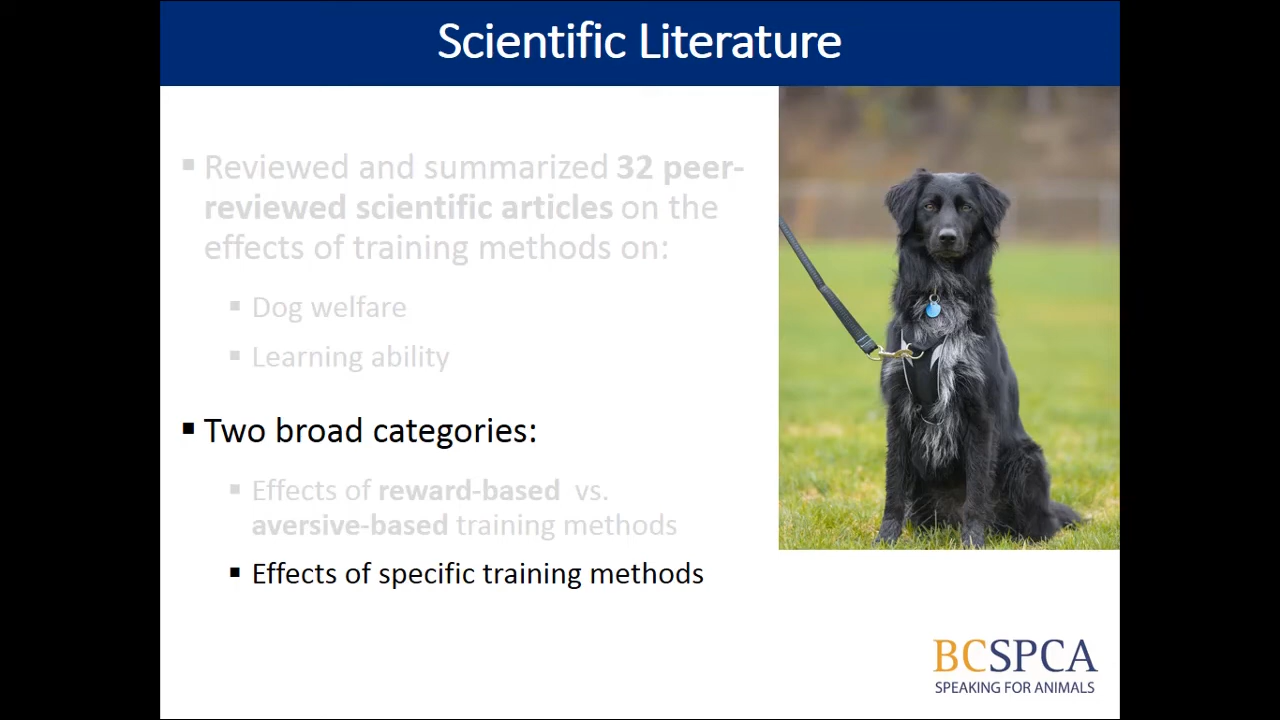 Scientific Literature
▪ Reviewed and summarized 32 peer-
reviewed scientific articles on the
effects of training methods on:
▪ Dog welfare
▪ Learning ability
▪ Two broad categories:
▪ Effects of reward-based vs.
aversive-based training methods
▪ Effects of specific training methods
BCSPCA
SPEAKING FOR ANIMALS